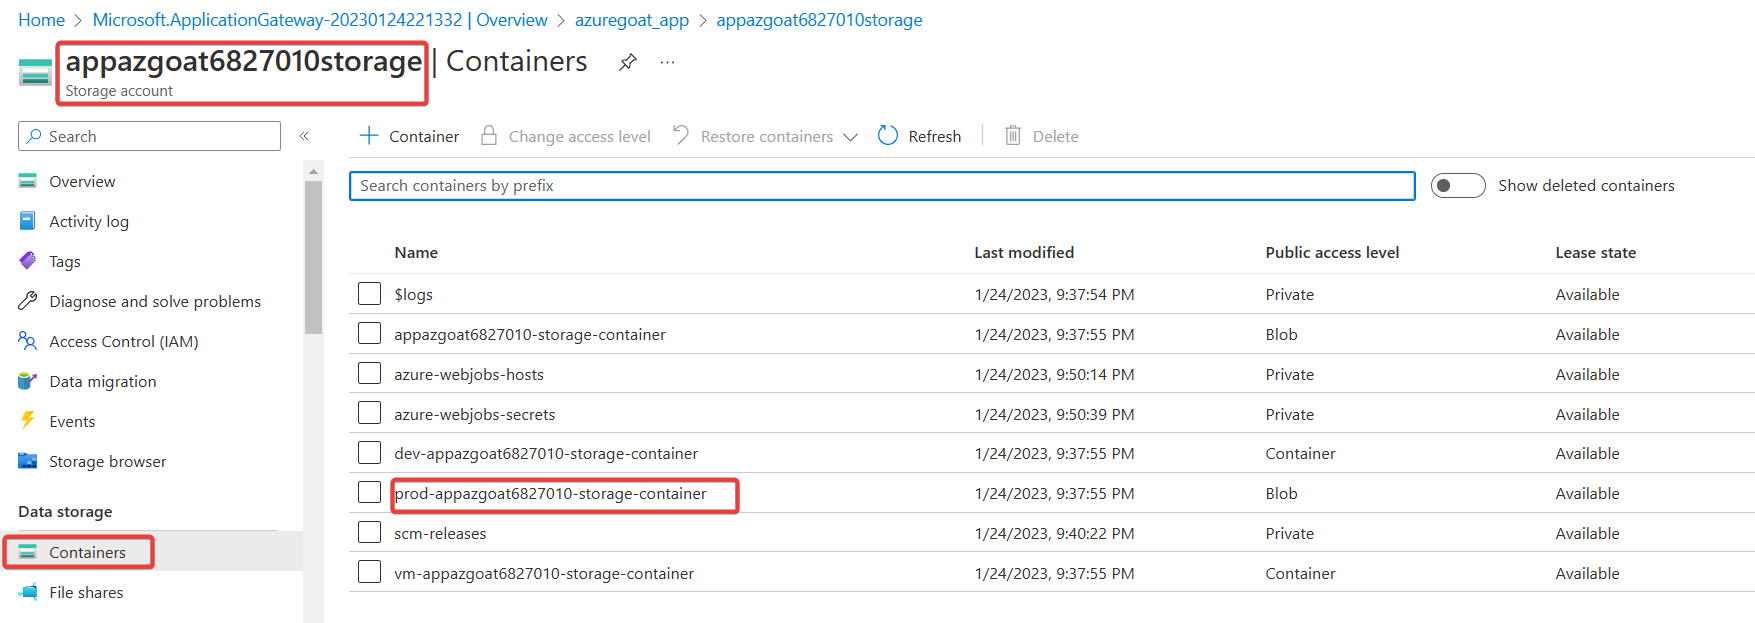 Home > Microsoft.ApplicationGateway-20230124221332 | Overview > azuregoat_app > appazgoat6827010storage
appazgoat6827010storage | Containers ...
Storage account
Search «
+ Container Change access level Restore containers Refresh Delete
Overview
Activity log
Tags
Diagnose and solve problems
Access Control (IAM)
Data migration
Events
Storage browser
Data storage
Containers
File shares
Search containers by prefix Show deleted containers
Name Last modified Public access level Lease state
$logs 1/24/2023, 9:37:54 PM Private Available
appazgoat6827010-storage-container 1/24/2023, 9:37:55 PM Blob Available
azure-webjobs-hosts 1/24/2023, 9:50:14 PM Private Available
azure-webjobs-secrets 1/24/2023, 9:50:39 PM Private Available
dev-appazgoat6827010-storage-container 1/24/2023, 9:37:55 PM Container Available
prod-appazgoat6827010-storage-container 1/24/2023, 9:37:55 PM Blob Available
scm-releases 1/24/2023, 9:40:22 PM Private Available
vm-appazgoat6827010-storage-container 1/24/2023, 9:37:55 PM Container Available